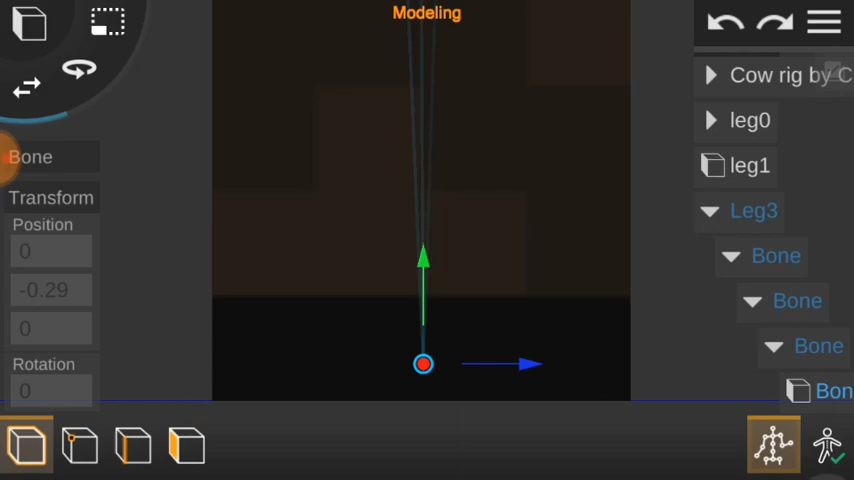 Modeling
Bone
Transform
Position
0
-0.29
0
Rotation
0
Cow rig by C
leg0
leg1
Leg3
Bone
Bone
Bone
Bon